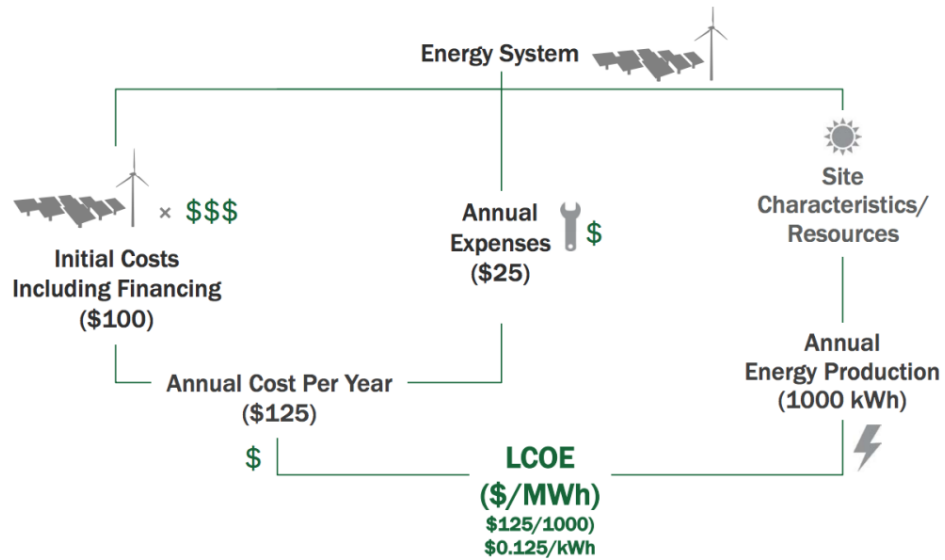 Energy System
× $$$
Initial Costs
Including Financing
($100)
Annual
Expenses
($25)
$
Site
Characteristics/
Resources
Annual Cost Per Year
($125)
$
Annual
Energy Production
(1000 kWh)
LCOE
($/MWh)
$125/1000)
$0.125/kWh